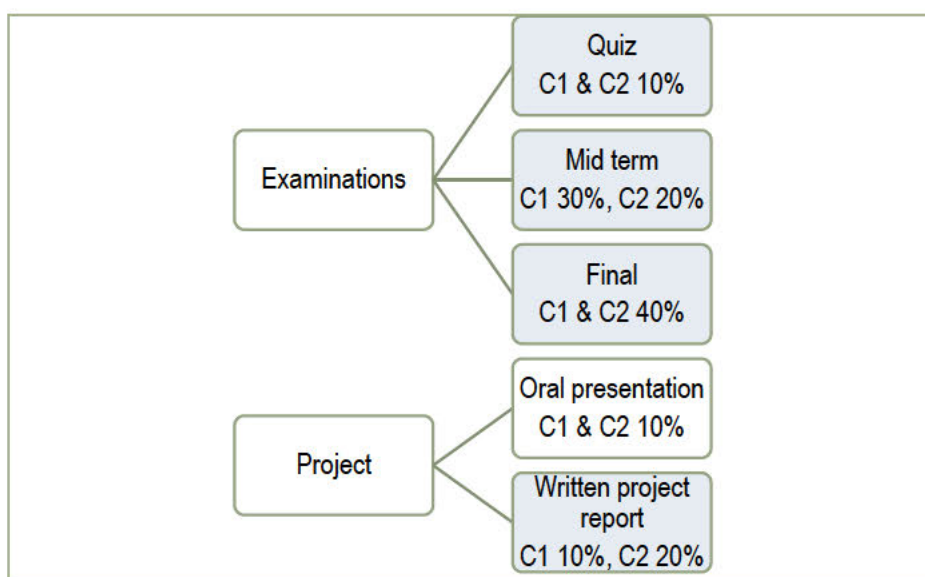 Examinations
Quiz
C1 & C2 10%
Mid term
C1 30%, C2 20%
Final
C1 & C2 40%
Project
Oral presentation
C1 & C2 10%
Written project
report
C1 10%, C2 20%